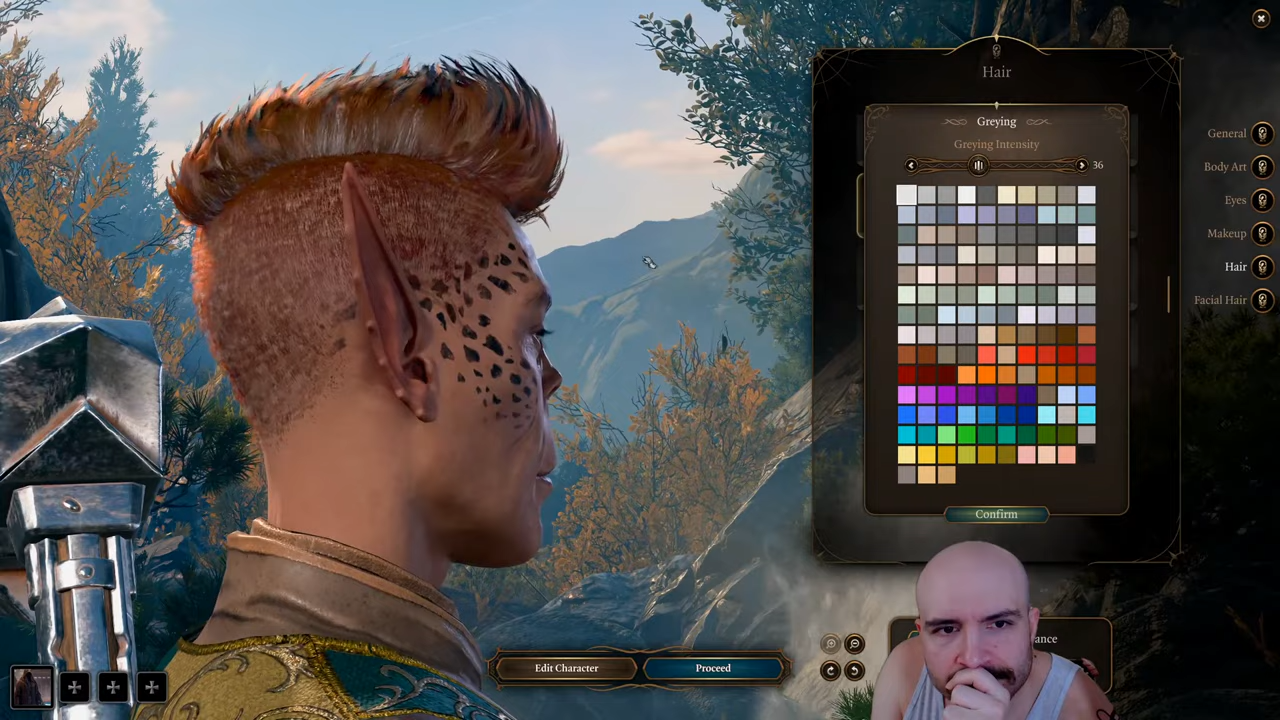 Hair
Greying
Greying Intensity
36
General
Body Art
Eyes
Makeup
Hair
Facial Hair
Confirm
Edit Character
Proceed